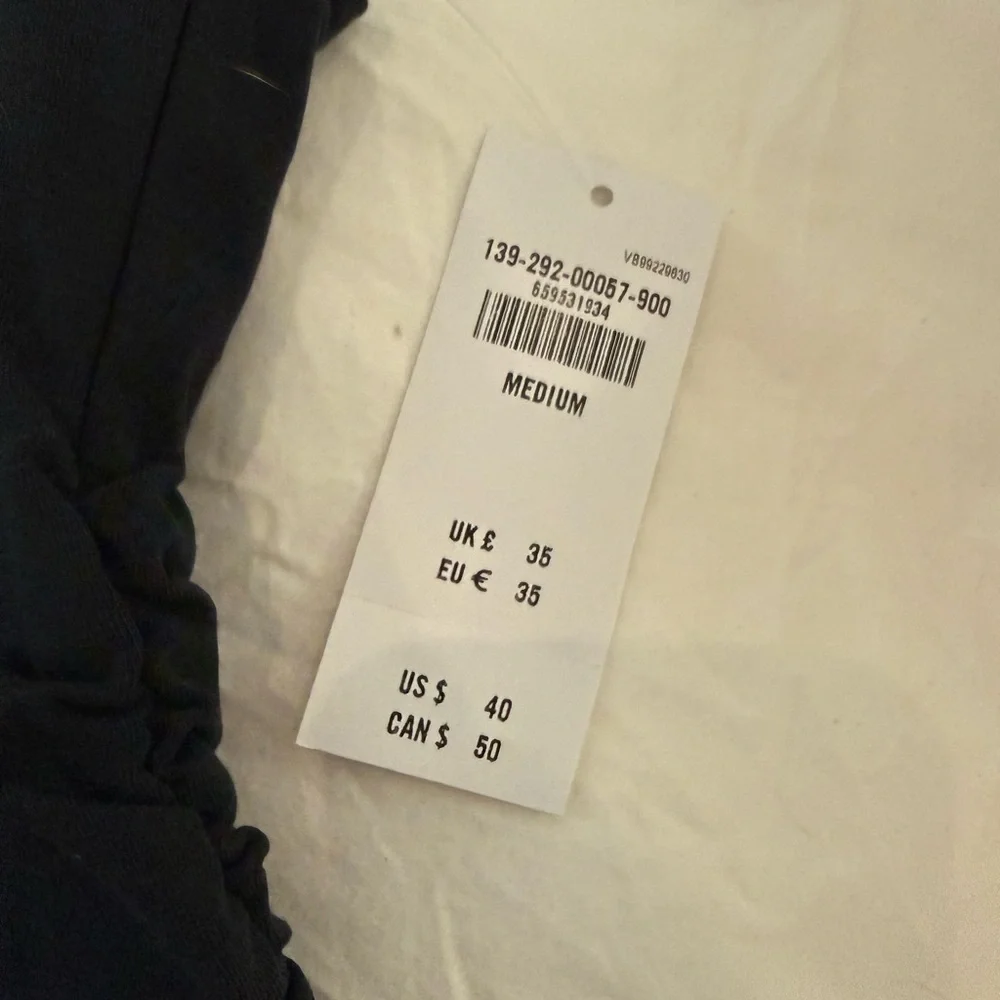 VB99229830
139-292-00057-900
659531934
MEDIUM
UK £ 35
EU € 35
US $ 40
CAN $ 50